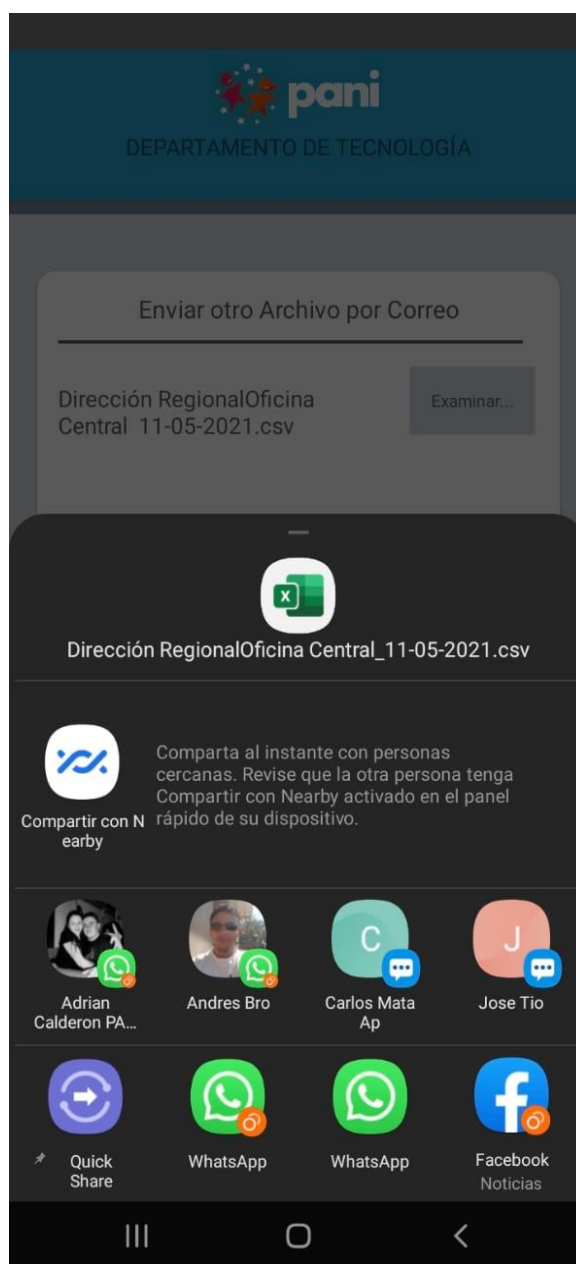 pani
DEPARTAMENTO DE TECNOLOGÍA
Enviar otro Archivo por Correo
Dirección RegionalOficina
Central 11-05-2021.csv
Examinar...
X
Dirección RegionalOficina Central_11-05-2021.csv
Comparta al instante con personas
cercanas. Revise que la otra persona tenga
Compartir con Nearby activado en el panel
rápido de su dispositivo.
Compartir con N
earby
C
J
Adrian
Calderon PA...
Andres Bro
Carlos Mata
Ap
Jose Tio
Quick
Share
WhatsApp
WhatsApp
Facebook
Noticias